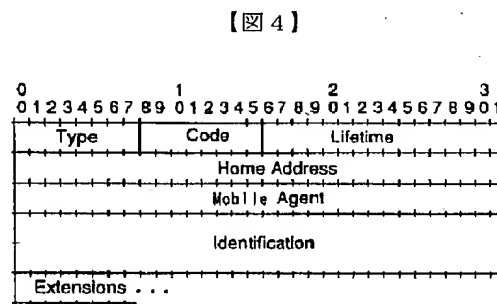 【図4】
0 1 2 3
0 1 2 3 4 5 6 7 8 9 0 1 2 3 4 5 6 7 8 9 0 1 2 3 4 5 6 7 8 9 0 1
Type Code Lifetime
Home Address
Mobile Agent
Identification
Extensions . . .